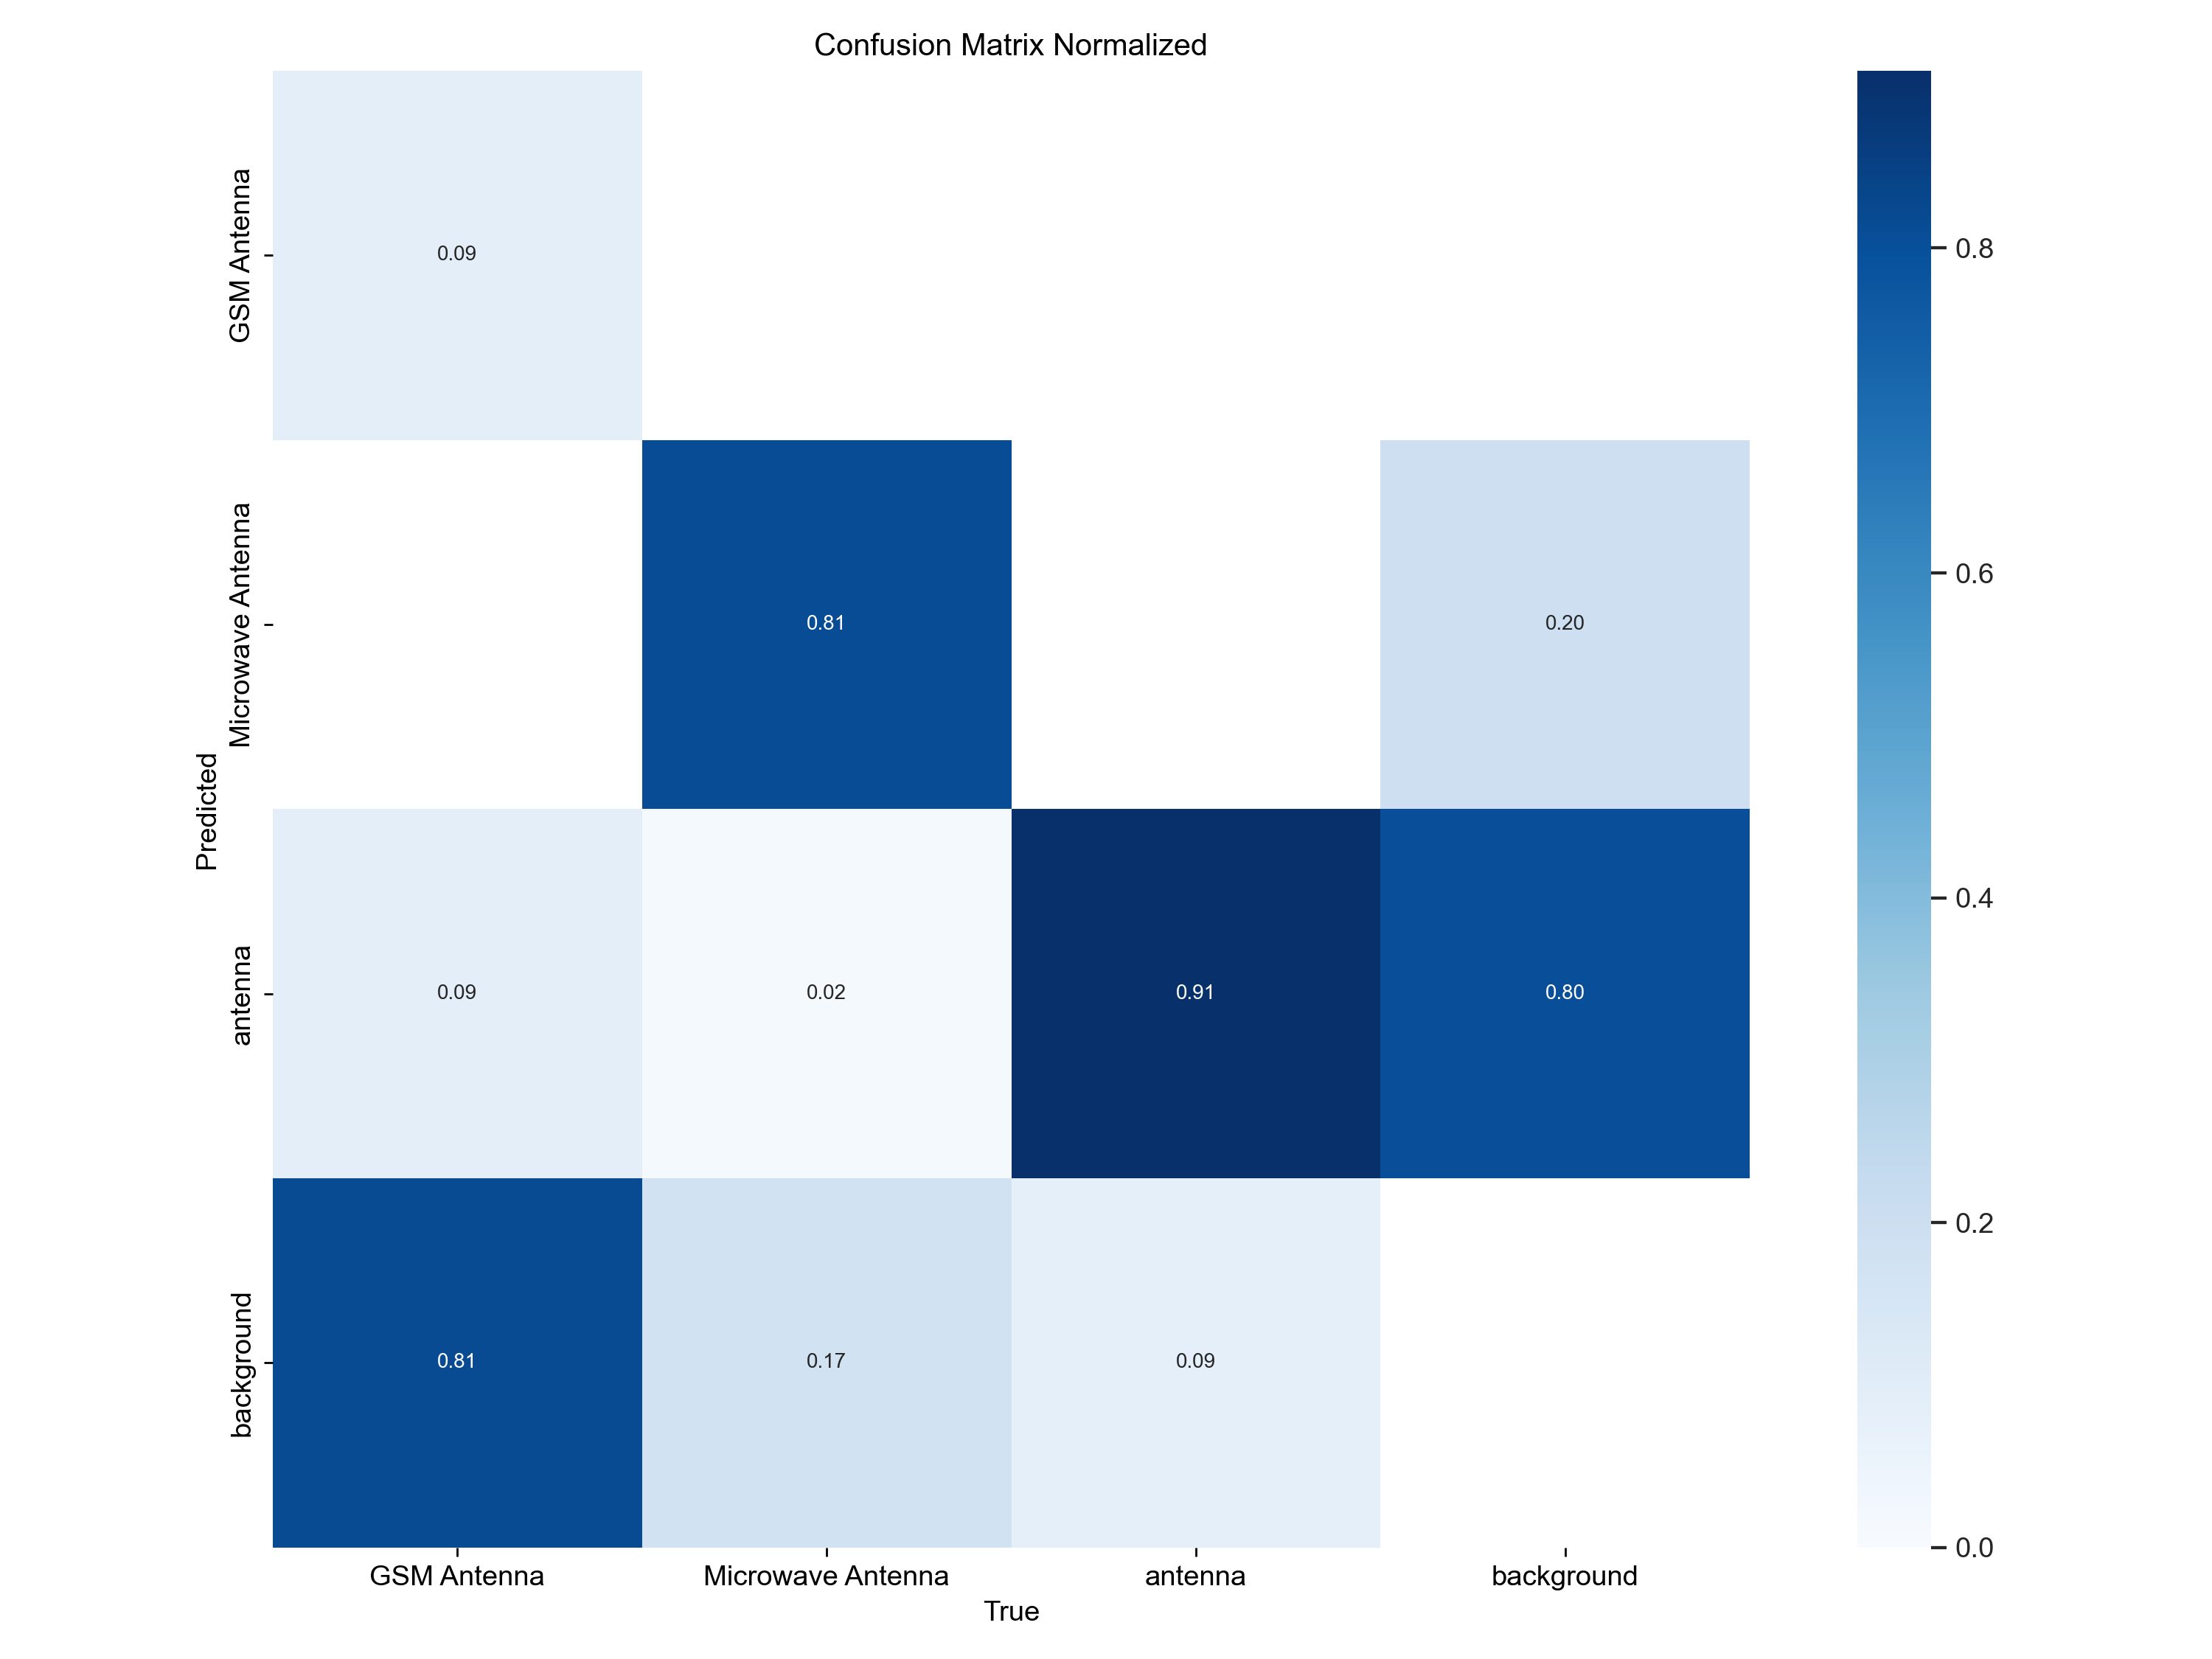 Confusion Matrix Normalized
GSM Antenna
0.09
Microwave Antenna
0.81
0.20
antenna
0.09
0.02
0.91
0.80
background
0.81
0.17
0.09
Predicted
GSM Antenna
Microwave Antenna
antenna
background
True
0.8
0.6
0.4
0.2
0.0